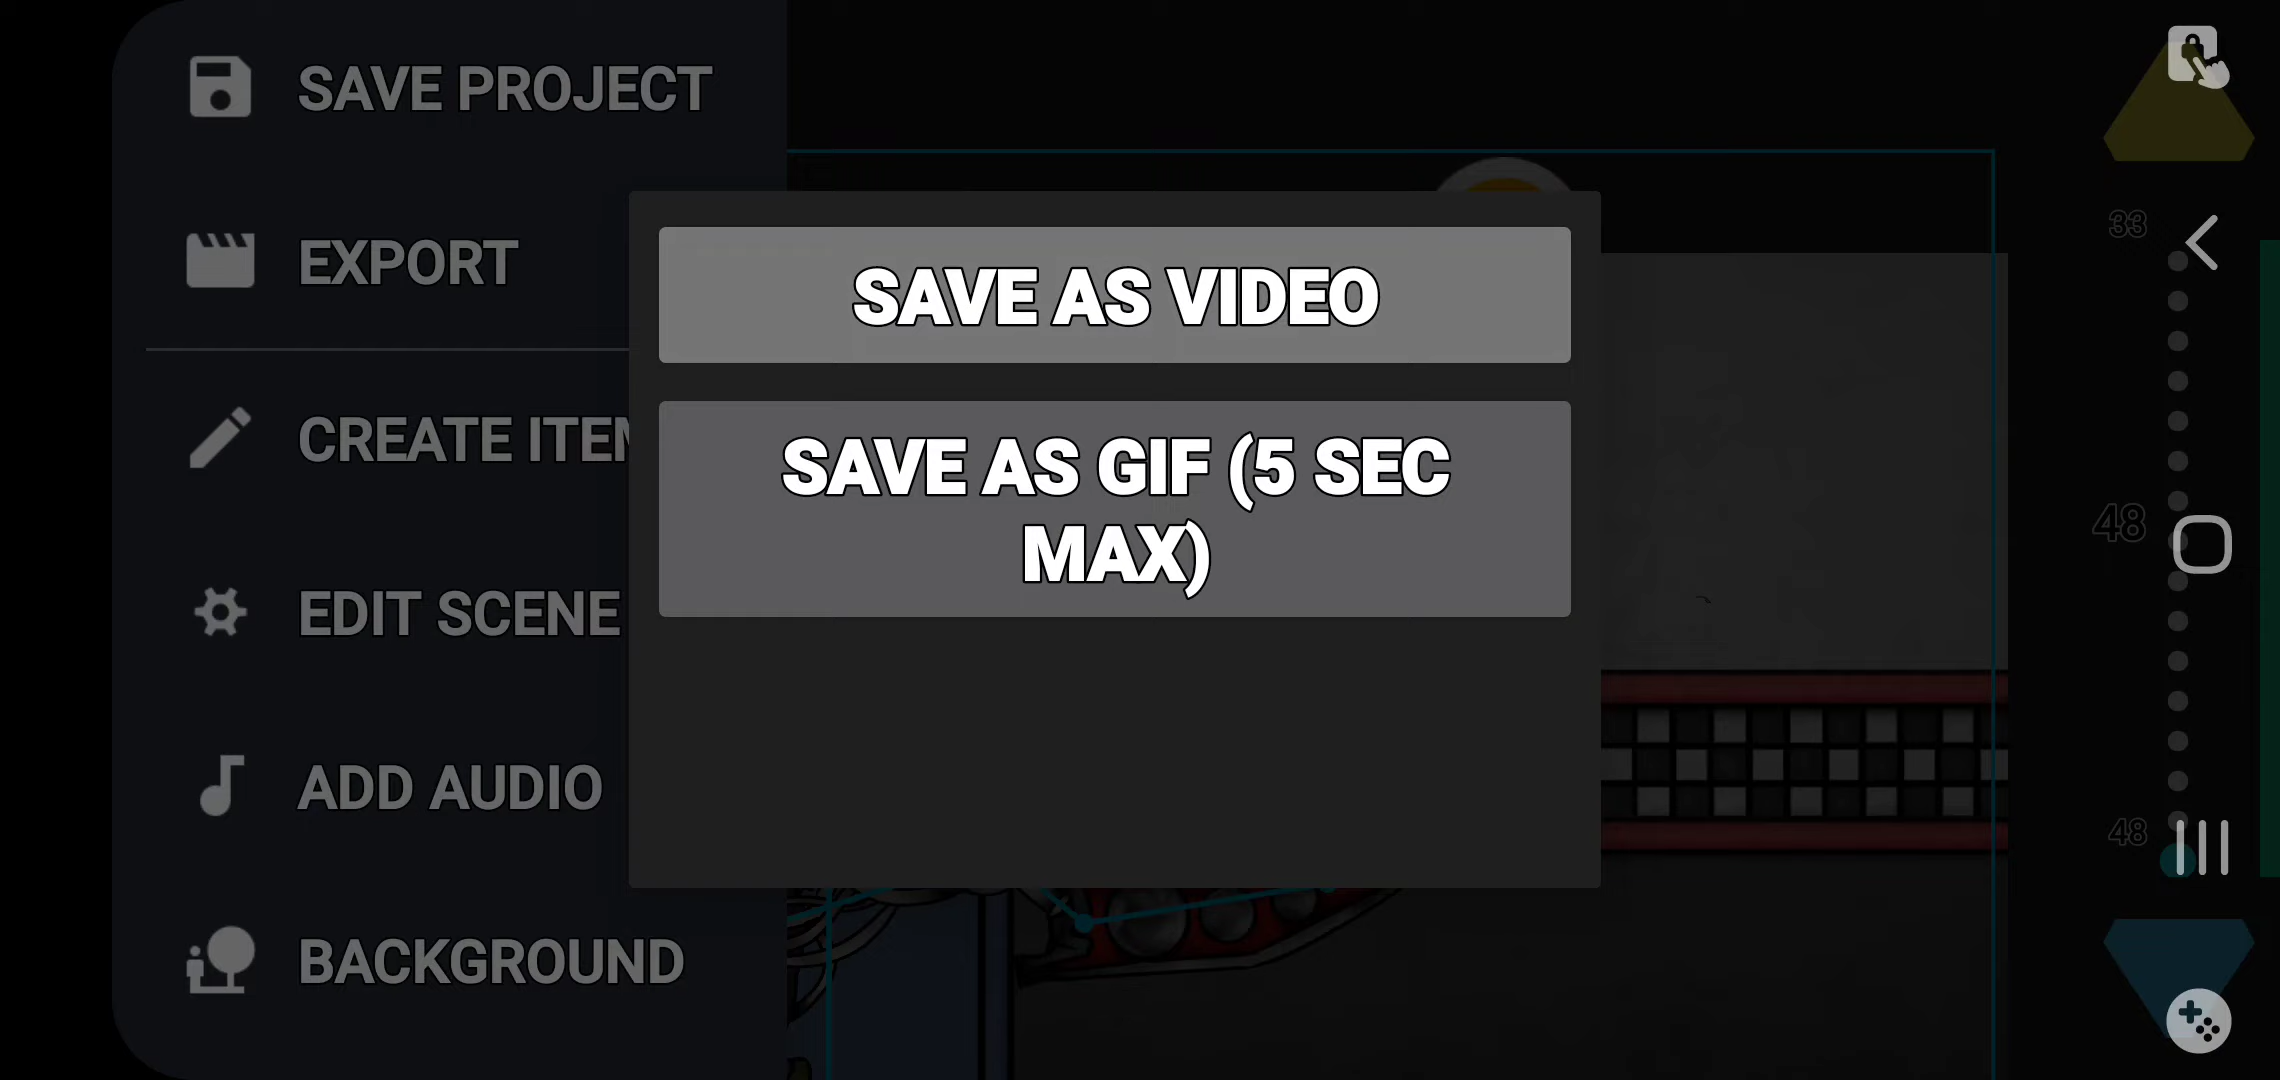 SAVE PROJECT
EXPORT
CREATE ITEM
EDIT SCENE
ADD AUDIO
BACKGROUND
SAVE AS VIDEO
SAVE AS GIF (5 SEC
MAX)
33
48
48